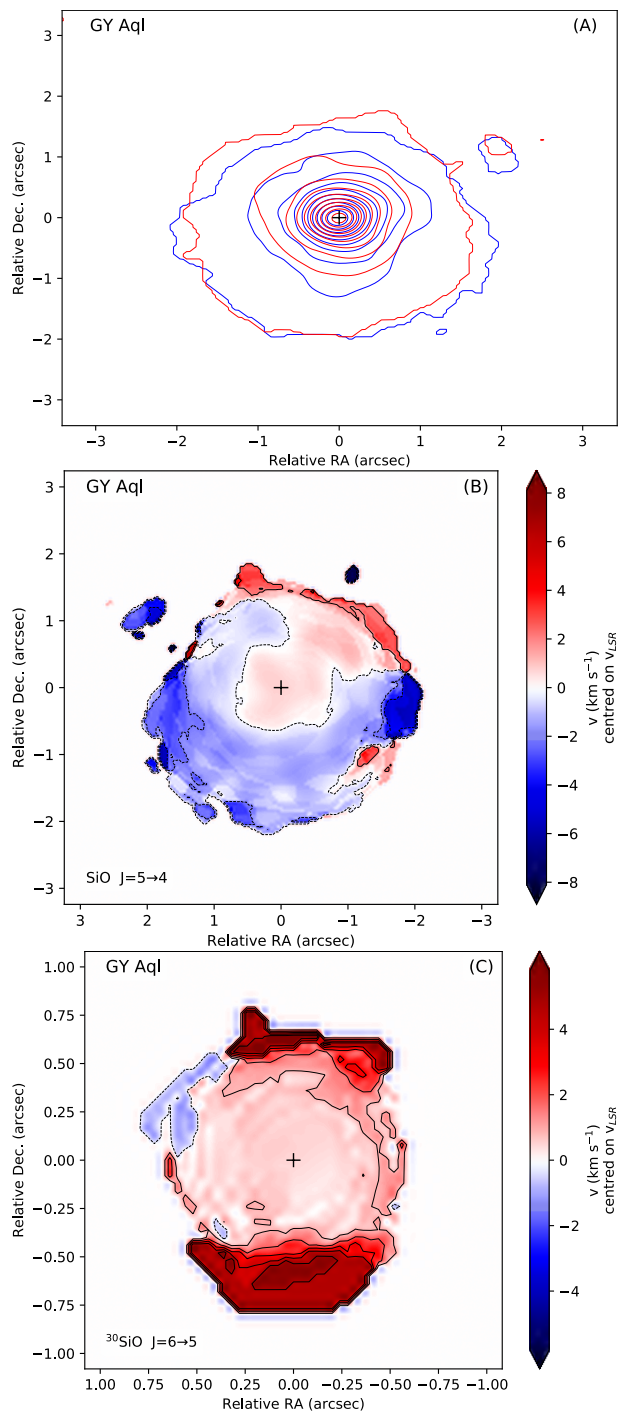 GY Aql (A)
3
2
1
0
−1
−2
−3
Relative Dec. (arcsec)
−3 −2 −1 0 1 2 3
Relative RA (arcsec)
GY Aql (B)
3
2
1
0
−1
−2
−3
Relative Dec. (arcsec)
SiO J=5→4
3 2 1 0 −1 −2 −3
Relative RA (arcsec)
8
6
4
2
0
−2
−4
−6
−8
v (km s⁻¹)
centred on v_LSR
GY Aql (C)
1.00
0.75
0.50
0.25
0.00
−0.25
−0.50
−0.75
−1.00
Relative Dec. (arcsec)
³⁰SiO J=6→5
1.00 0.75 0.50 0.25 0.00 −0.25 −0.50 −0.75 −1.00
Relative RA (arcsec)
4
2
0
−2
−4
v (km s⁻¹)
centred on v_LSR